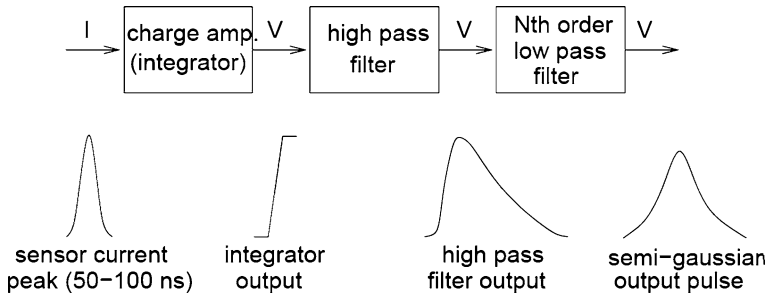 I
charge amp.
(integrator)
V
high pass
filter
V
Nth order
low pass
filter
V
sensor current
peak (50−100 ns)
integrator
output
high pass
filter output
semi−gaussian
output pulse